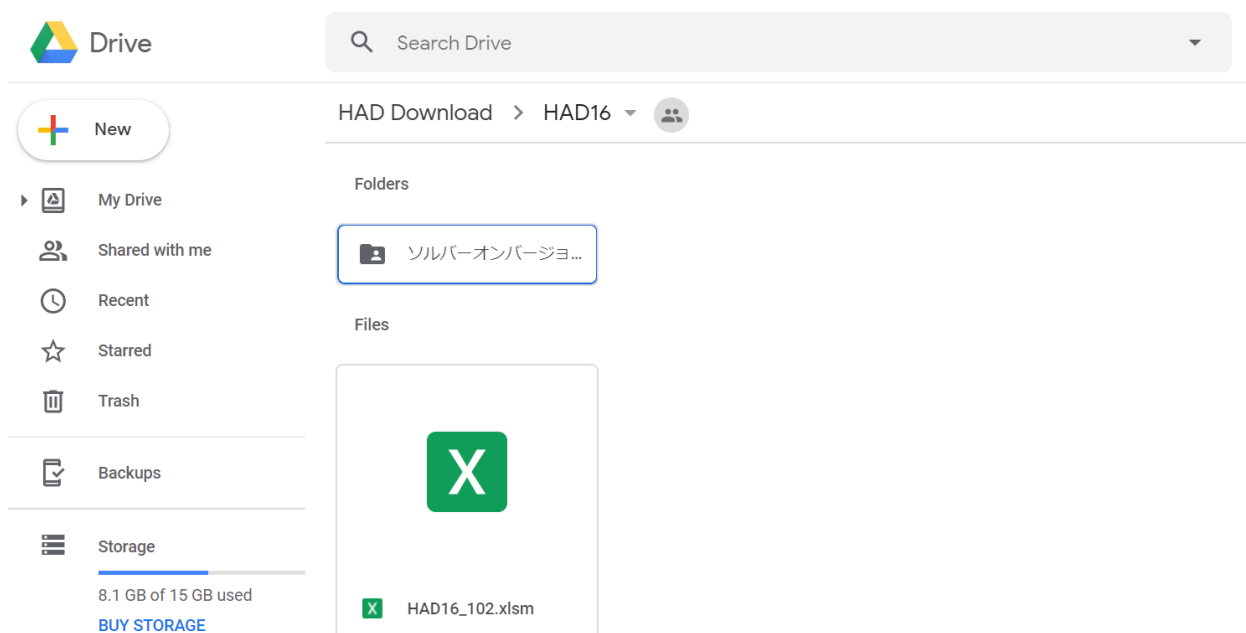 Drive
Search Drive
HAD Download > HAD16
New
My Drive
Shared with me
Recent
Starred
Trash
Backups
Storage
8.1 GB of 15 GB used
BUY STORAGE
Folders
ソルバーオンバージョ...
Files
X
X HAD16_102.xlsm